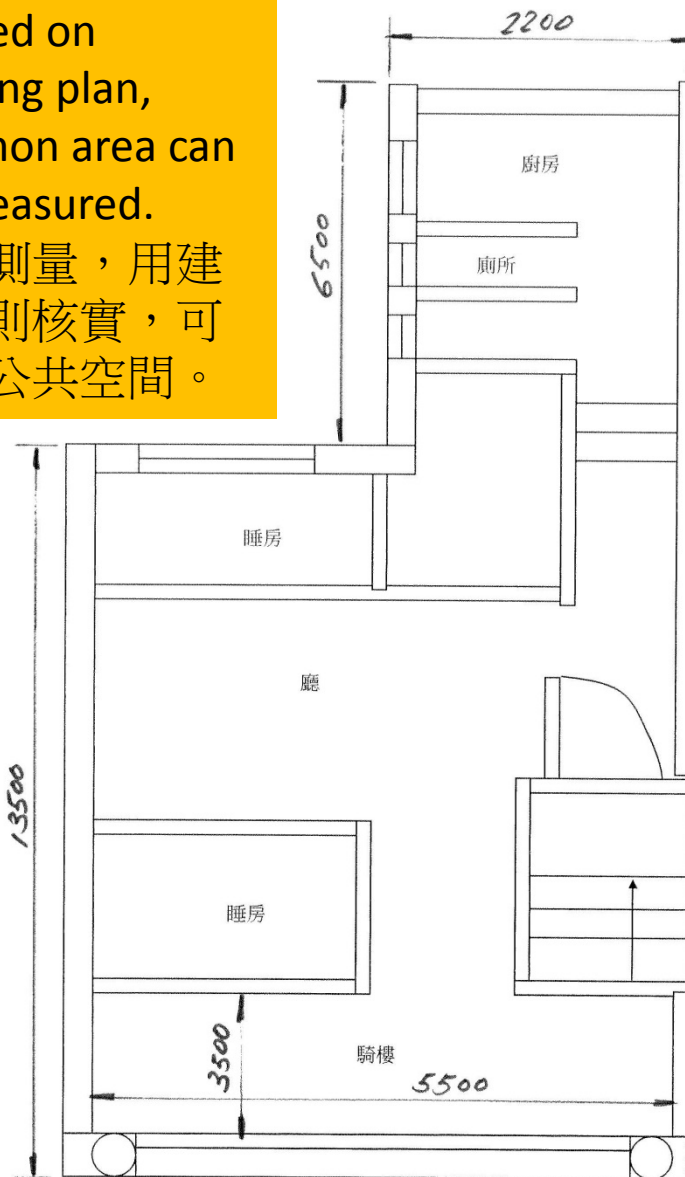 ed on
ng plan,
non area can
easured.
測量，用建
則核實，可
公共空間。
2200
廚房
6500
廁所
睡房
廳
13500
睡房
3500
騎樓
5500